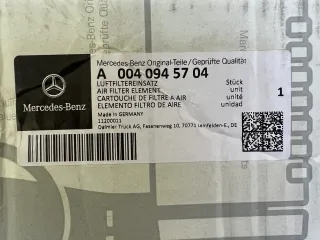 Mercedes-Benz Original-Teile / Geprüfte Qualität
A 004 094 57 04
LUFTFILTEREINSATZ Stück
AIR FILTER ELEMENT unit
CARTOUCHE DE FILTRE A AIR unité
ELEMENTO FILTRO DE AIRE unidad
1
Mercedes-Benz
Made in GERMANY
11200011
Daimler Truck AG, Fasanenweg 10, 70771 Leinfelden-E., DE